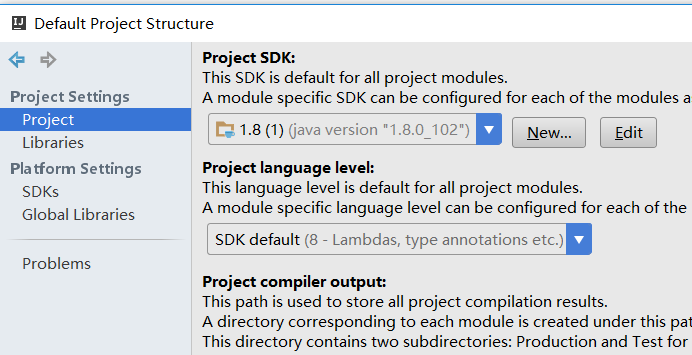 IJ Default Project Structure
Project Settings
Project
Libraries
Platform Settings
SDKs
Global Libraries
Problems
Project SDK:
This SDK is default for all project modules.
A module specific SDK can be configured for each of the modules a
1.8 (1) (java version "1.8.0_102")
New...
Edit
Project language level:
This language level is default for all project modules.
A module specific language level can be configured for each of the
SDK default (8 - Lambdas, type annotations etc.)
Project compiler output:
This path is used to store all project compilation results.
A directory corresponding to each module is created under this pat
This directory contains two subdirectories: Production and Test for